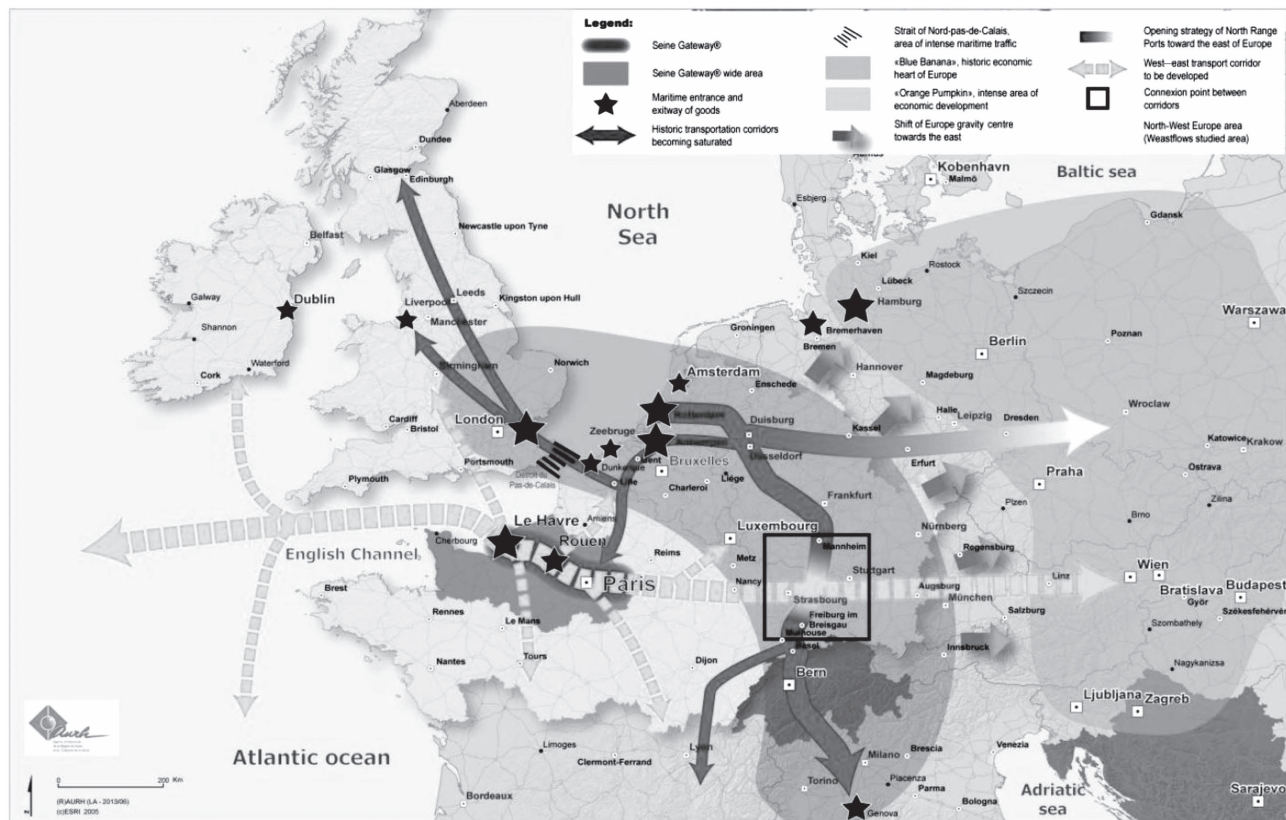 Legend:
Seine Gateway®
Seine Gateway® wide area
Maritime entrance and
exitway of goods
Historic transportation corridors
becoming saturated
Strait of Nord-pas-de-Calais,
area of intense maritime traffic
«Blue Banana», historic economic
heart of Europe
«Orange Pumpkin», intense area of
economic development
Shift of Europe gravity centre
towards the east
Opening strategy of North Range
Ports toward the east of Europe
West--east transport corridor
to be developed
Connexion point between
corridors
North-West Europe area
(Weastflows studied area)
Aberdeen
Dundee
Glasgow
Edinburgh
North
Sea
Baltic sea
Kobenhavn
Malmö
Esbjerg
Gdansk
Newcastle upon Tyne
Belfast
Kiel
Rostock
Lübeck
Szczecin
Galway
Dublin
Liverpool
Leeds
Kingston upon Hull
Manchester
Hamburg
Bremerhaven
Bremen
Groningen
Warszawa
Shannon
Poznan
Berlin
Waterford
Cork
Birmingham
Norwich
Amsterdam
Enschede
Hannover
Magdeburg
Cardiff
Bristol
London
Zeebruge
Duisburg
Düsseldorf
Kassel
Halle
Leipzig
Dresden
Wroclaw
Erfurt
Katowice
Krakow
Ostrava
Portsmouth
Plymouth
Dunkerque
Détroit du
Pas-de-Calais
Lille
Gent
Bruxelles
Charleroi
Liège
Praha
Plzen
Zilina
Brno
Frankfurt
Nürnberg
Luxembourg
Mannheim
Regensburg
Le Havre
Rouen
Amiens
Cherbourg
English Channel
Reims
Metz
Nancy
Stuttgart
Strasbourg
Augsburg
München
Linz
Wien
Bratislava
Budapest
Györ
Székesfehérvér
Paris
Brest
Rennes
Le Mans
Freiburg im
Breisgau
Mulhouse
Basel
Salzburg
Szombathely
Innsbruck
Nagykanizsa
Nantes
Tours
Dijon
Bern
Ljubljana
Zagreb
aurh
Atlantic ocean
Limoges
Clermont-Ferrand
Lyon
Milano
Brescia
Venezia
Torino
Piacenza
Parma
Adriatic
sea
Bordeaux
Genova
Bologna
Sarajevo
0
200 Km
(R)AURH (LA - 2013/06)
(c)ESRI 2005